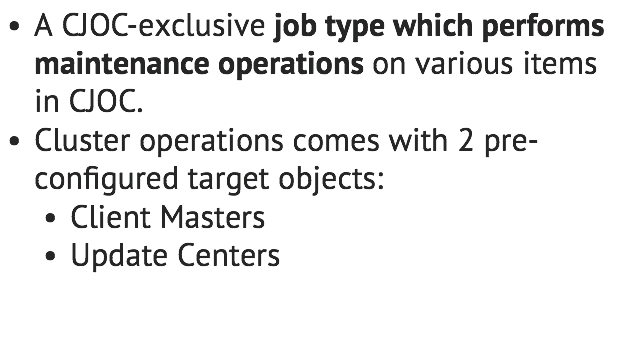 • A CJOC-exclusive job type which performs
maintenance operations on various items
in CJOC.
• Cluster operations comes with 2 pre-
configured target objects:
• Client Masters
• Update Centers